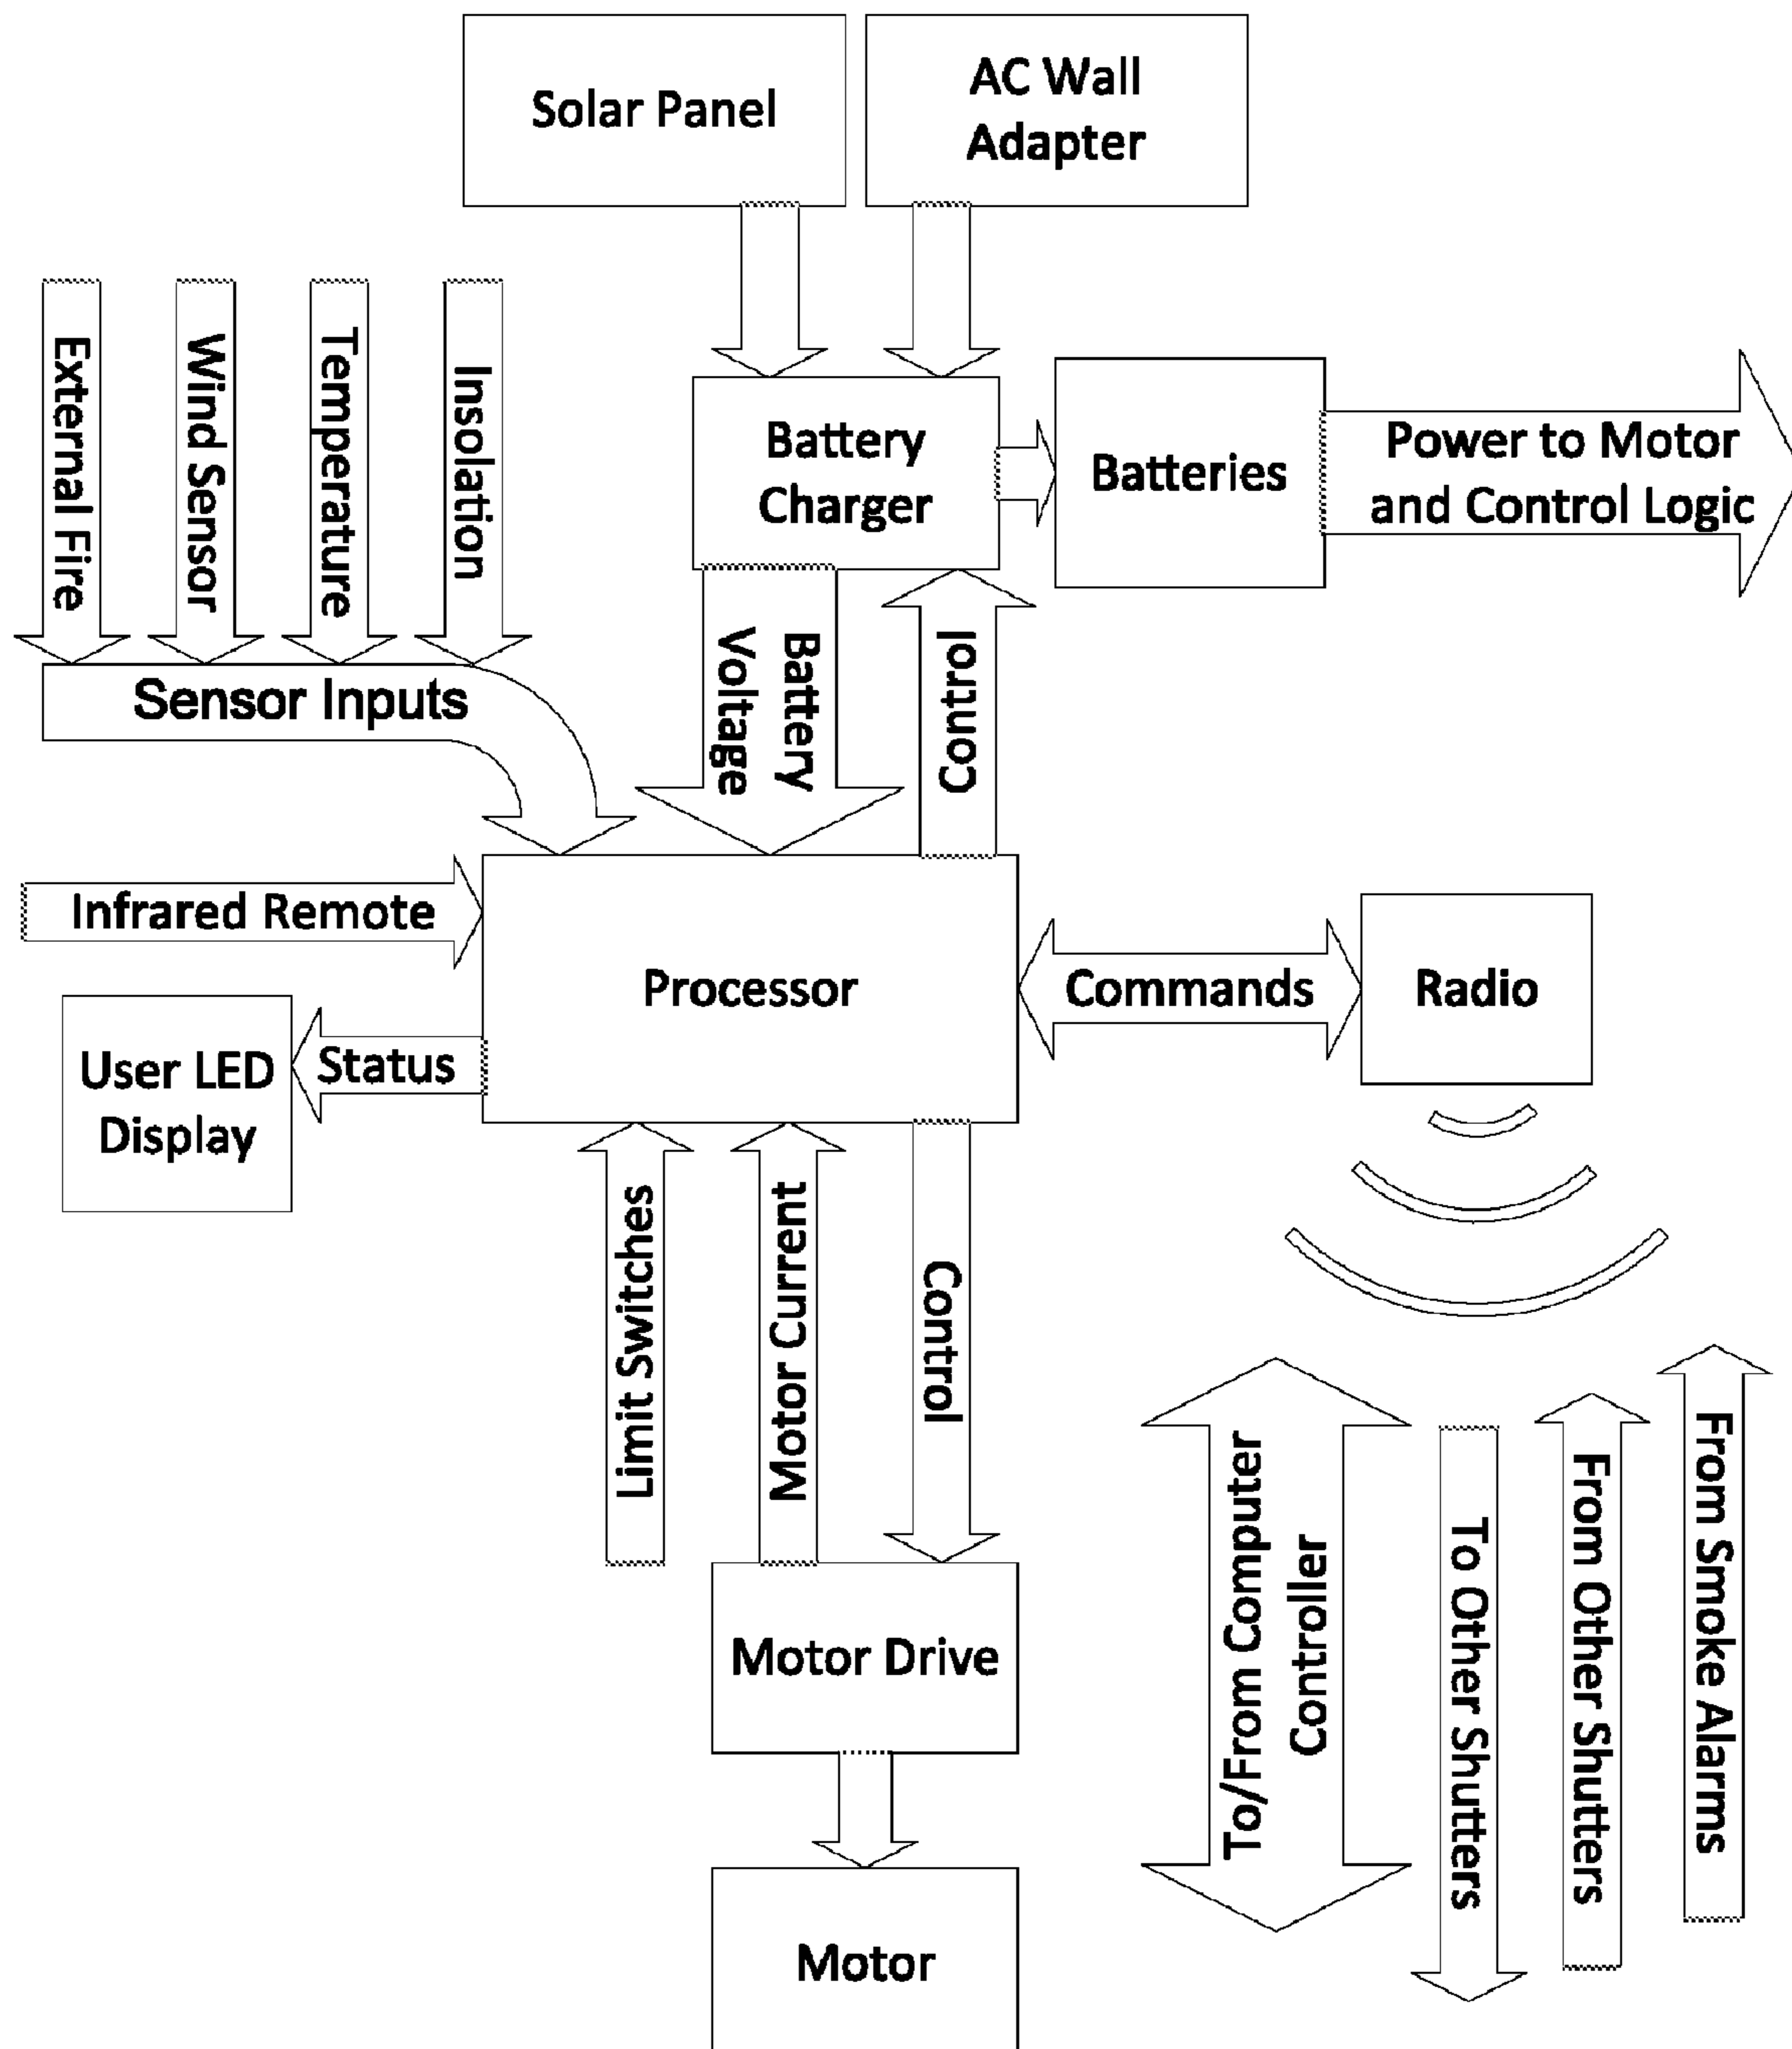 Solar Panel
AC Wall
Adapter
External Fire
Wind Sensor
Temperature
Insolation
Battery
Charger
Batteries
Power to Motor
and Control Logic
Sensor Inputs
Battery
Voltage
Control
Infrared Remote
Processor
Commands
Radio
User LED
Display
Status
Limit Switches
Motor Current
Control
To/From Computer
Controller
To Other Shutters
From Other Shutters
From Smoke Alarms
Motor Drive
Motor